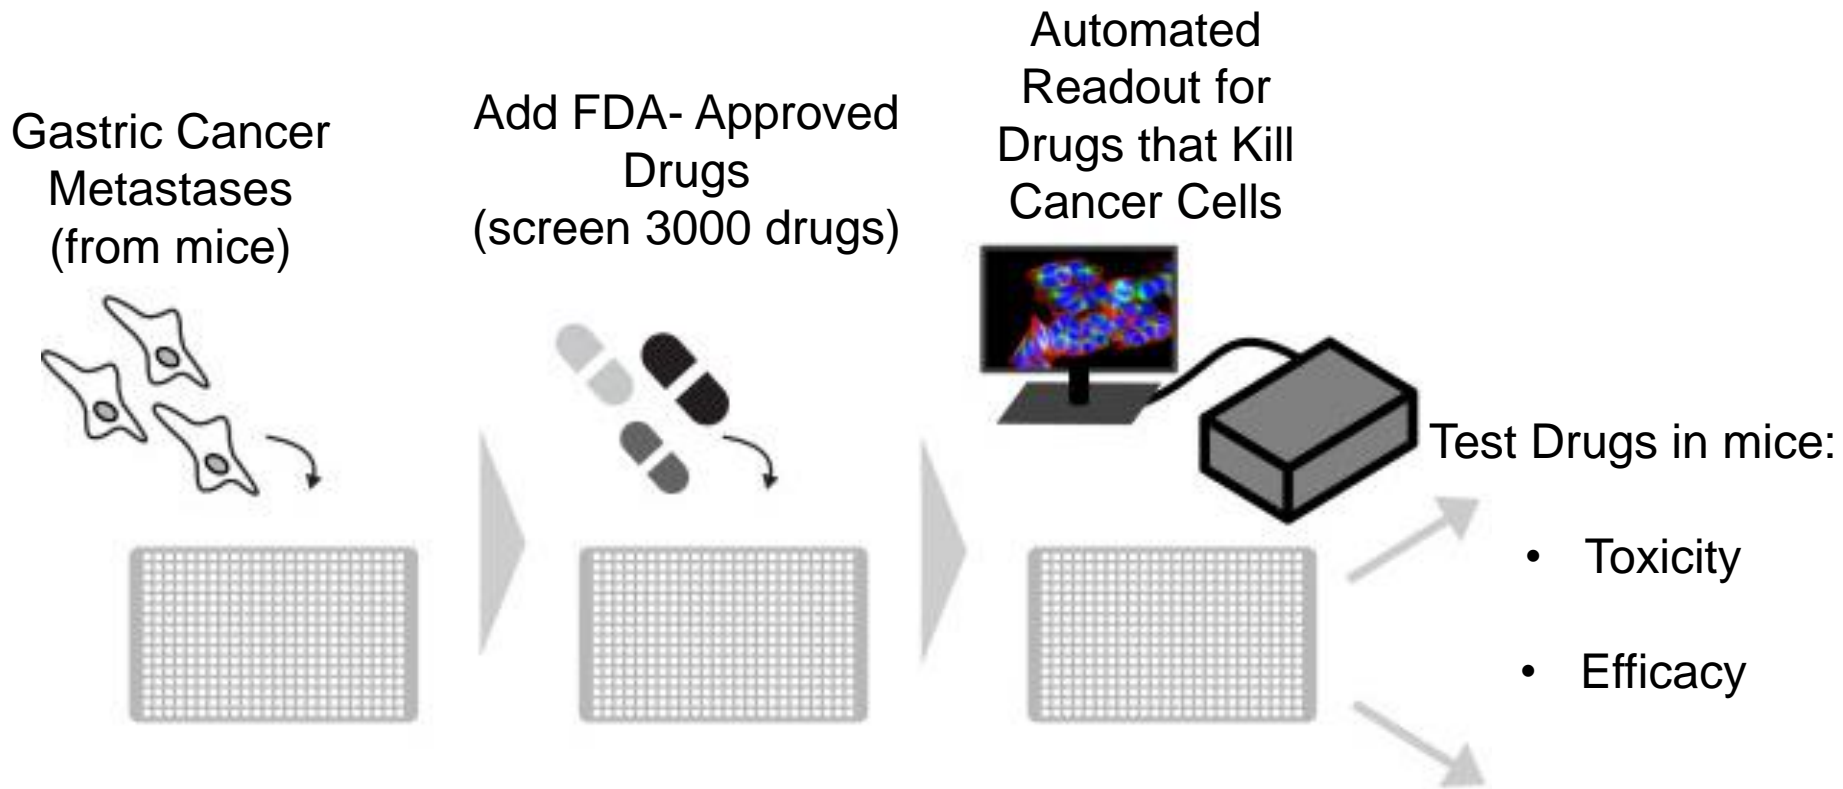 Gastric Cancer
Metastases
(from mice)
Add FDA- Approved
Drugs
(screen 3000 drugs)
Automated
Readout for
Drugs that Kill
Cancer Cells
Test Drugs in mice:
• Toxicity
• Efficacy